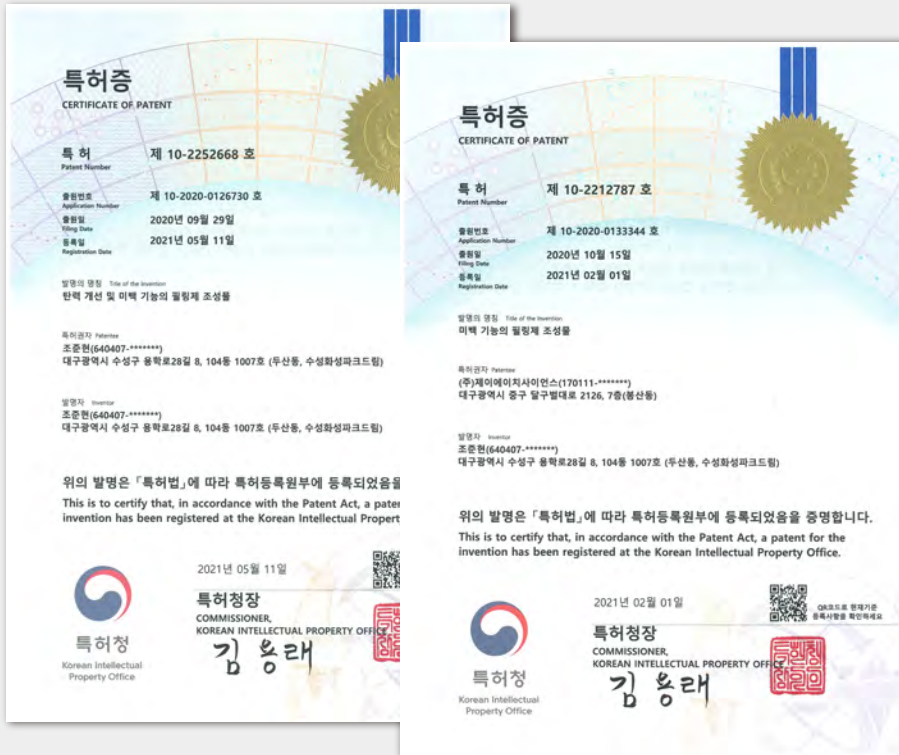 특허증
CERTIFICATE OF PATENT
특 허
Patent Number
제 10-2252668 호
출원번호
Application Number
제 10-2020-0126730 호
출원일
Filing Date
2020년 09월 29일
등록일
Registration Date
2021년 05월 11일
발명의 명칭 Title of the Invention
탄력 개선 및 미백 기능의 필링제 조성물
특허권자 Patentee
조준현(640407-*******)
대구광역시 수성구 용학로28길 8, 104동 1007호 (두산동, 수성화성파크드림)
발명자 Inventor
조준현(640407-*******)
대구광역시 수성구 용학로28길 8, 104동 1007호 (두산동, 수성화성파크드림)
위의 발명은 「특허법」에 따라 특허등록원부에 등록되었음을
This is to certify that, in accordance with the Patent Act, a paten
invention has been registered at the Korean Intellectual Propert
2021년 05월 11일
특허청장
COMMISSIONER,
KOREAN INTELLECTUAL PROPERTY OFFICE
김용래
특허청
Korean Intellectual
Property Office
특허증
CERTIFICATE OF PATENT
특 허
Patent Number
제 10-2212787 호
출원번호
Application Number
제 10-2020-0133344 호
출원일
Filing Date
2020년 10월 15일
등록일
Registration Date
2021년 02월 01일
발명의 명칭 Title of the Invention
미백 기능의 필링제 조성물
특허권자 Patentee
(주)제이에이치사이언스(170111-*******)
대구광역시 중구 달구벌대로 2126, 7층(봉산동)
발명자 Inventor
조준현(640407-*******)
대구광역시 수성구 용학로28길 8, 104동 1007호 (두산동, 수성화성파크드림)
위의 발명은 「특허법」에 따라 특허등록원부에 등록되었음을 증명합니다.
This is to certify that, in accordance with the Patent Act, a patent for the
invention has been registered at the Korean Intellectual Property Office.
2021년 02월 01일
QR코드로 현재기준
등록사항을 확인하세요
특허청장
COMMISSIONER,
KOREAN INTELLECTUAL PROPERTY OFFICE
김용래
특허청
Korean Intellectual
Property Office